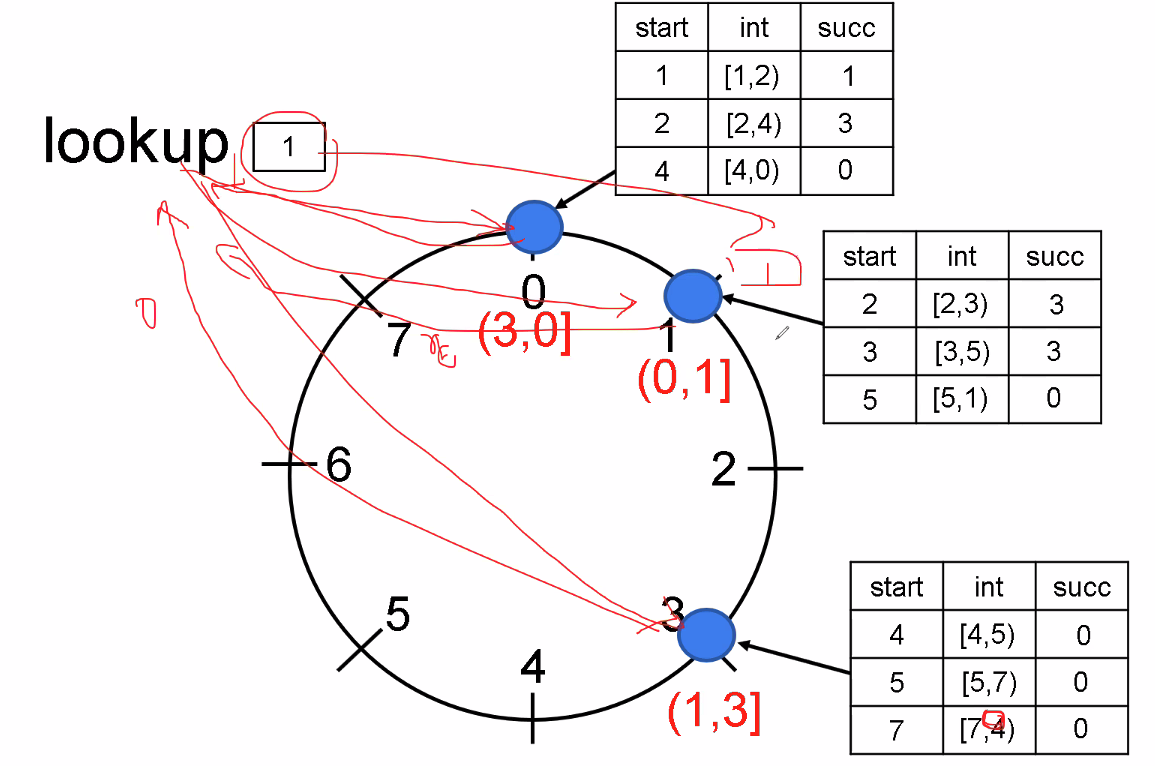 start int succ
1 [1,2) 1
2 [2,4) 3
4 [4,0) 0
lookup 1
start int succ
2 [2,3) 3
3 [3,5) 3
5 [5,1) 0
0
(3,0]
1
(0,1]
7
6
2
5
4
3
(1,3]
start int succ
4 [4,5) 0
5 [5,7) 0
7 [7,4) 0